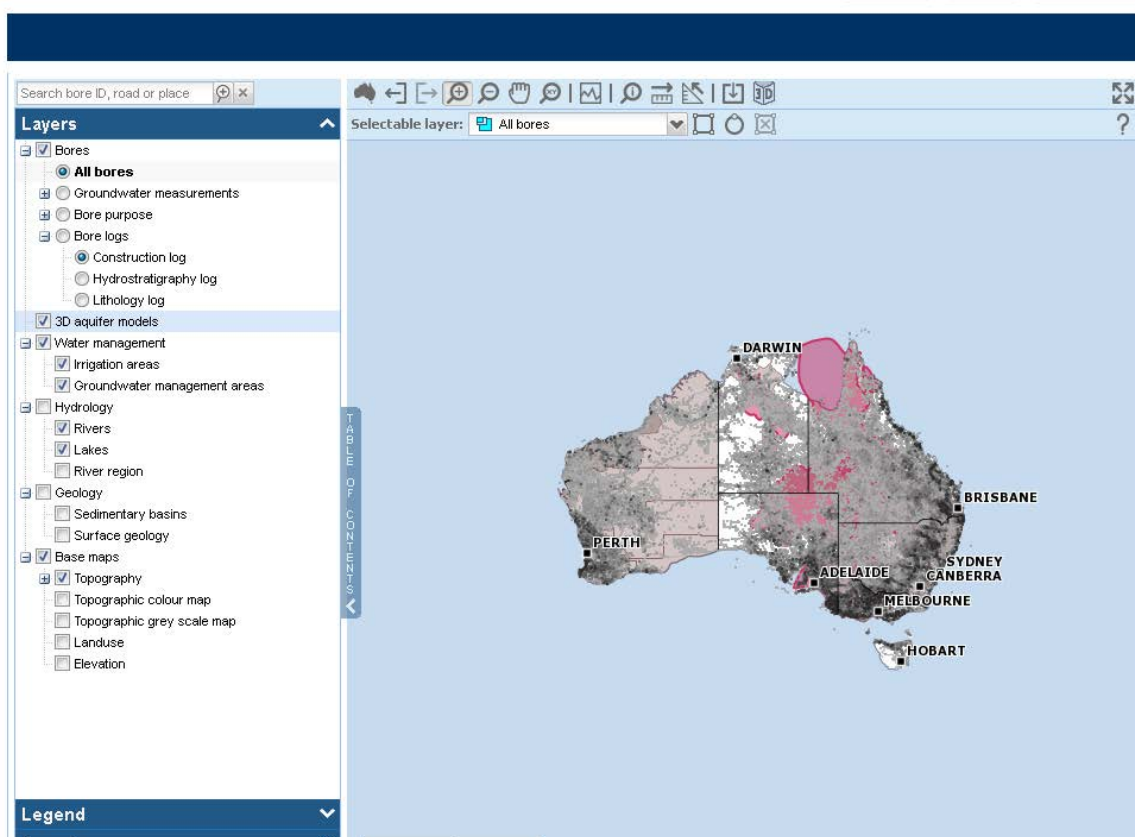 Search bore ID, road or place
Layers
Bores
All bores
Groundwater measurements
Bore purpose
Bore logs
Construction log
Hydrostratigraphy log
Lithology log
3D aquifer models
Water management
Irrigation areas
Groundwater management areas
Hydrology
Rivers
Lakes
River region
Geology
Sedimentary basins
Surface geology
Base maps
Topography
Topographic colour map
Topographic grey scale map
Landuse
Elevation
Legend
TABLE OF CONTENTS
XY
3D
Selectable layer: All bores
?
DARWIN
BRISBANE
PERTH
SYDNEY
ADELAIDE
CANBERRA
MELBOURNE
HOBART